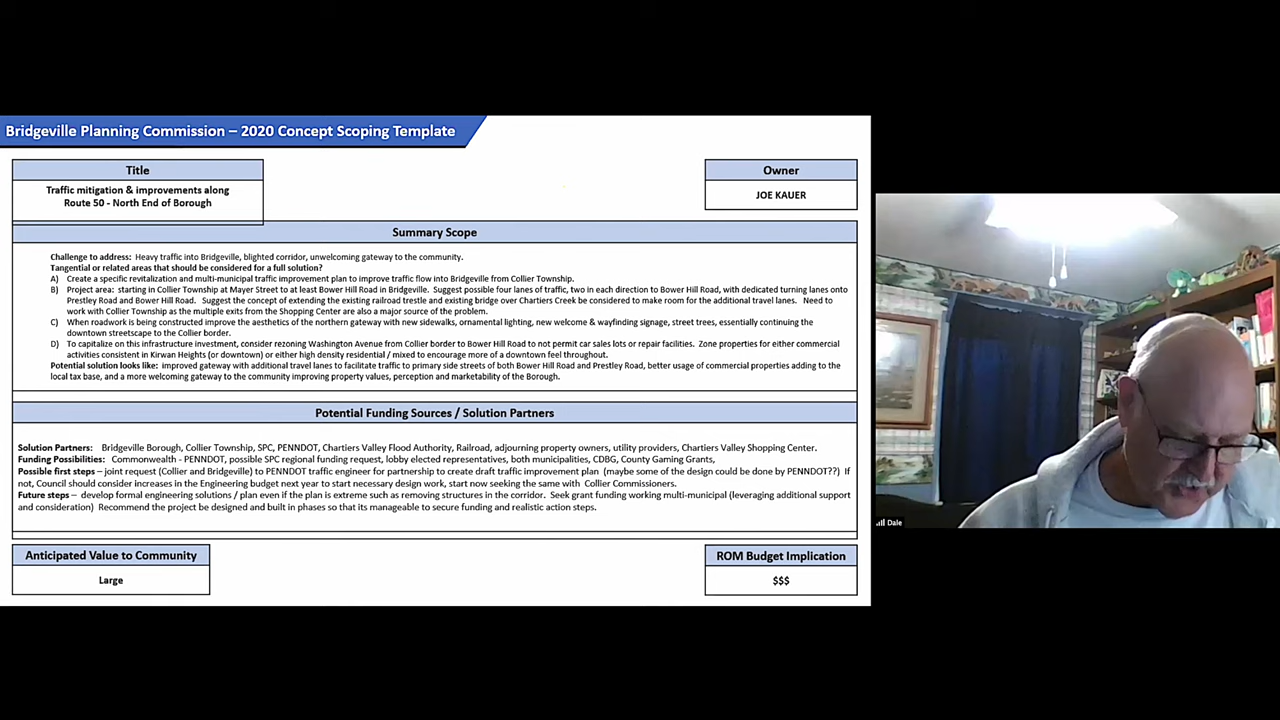 Bridgeville Planning Commission – 2020 Concept Scoping Template
Title
Traffic mitigation & improvements along
Route 50 - North End of Borough
Owner
JOE KAUER
Summary Scope
Challenge to address: Heavy traffic into Bridgeville, blighted corridor, unwelcoming gateway to the community.
Tangential or related areas that should be considered for a full solution?
A) Create a specific revitalization and multi-municipal traffic improvement plan to improve traffic flow into Bridgeville from Collier Township.
B) Project area: starting in Collier Township at Mayer Street to at least Bower Hill Road in Bridgeville. Suggest possible four lanes of traffic, two in each direction to Bower Hill Road, with dedicated turning lanes onto
Prestley Road and Bower Hill Road. Suggest the concept of extending the existing railroad trestle and existing bridge over Chartiers Creek be considered to make room for the additional travel lanes. Need to
work with Collier Township as the multiple exits from the Shopping Center are also a major source of the problem.
C) When roadwork is being constructed improve the aesthetics of the northern gateway with new sidewalks, ornamental lighting, new welcome & wayfinding signage, street trees, essentially continuing the
downtown streetscape to the Collier border.
D) To capitalize on this infrastructure investment, consider rezoning Washington Avenue from Collier border to Bower Hill Road to not permit car sales lots or repair facilities. Zone properties for either commercial
activities consistent in Kirwan Heights (or downtown) or either high density residential / mixed to encourage more of a downtown feel throughout.
Potential solution looks like: improved gateway with additional travel lanes to facilitate traffic to primary side streets of both Bower Hill Road and Prestley Road, better usage of commercial properties adding to the
local tax base, and a more welcoming gateway to the community improving property values, perception and marketability of the Borough.
Potential Funding Sources / Solution Partners
Solution Partners: Bridgeville Borough, Collier Township, SPC, PENNDOT, Chartiers Valley Flood Authority, Railroad, adjourning property owners, utility providers, Chartiers Valley Shopping Center.
Funding Possibilities: Commonwealth - PENNDOT, possible SPC regional funding request, lobby elected representatives, both municipalities, CDBG, County Gaming Grants,
Possible first steps – joint request (Collier and Bridgeville) to PENNDOT traffic engineer for partnership to create draft traffic improvement plan (maybe some of the design could be done by PENNDOT??) If
not, Council should consider increases in the Engineering budget next year to start necessary design work, start now seeking the same with Collier Commissioners.
Future steps – develop formal engineering solutions / plan even if the plan is extreme such as removing structures in the corridor. Seek grant funding working multi-municipal (leveraging additional support
and consideration) Recommend the project be designed and built in phases so that its manageable to secure funding and realistic action steps.
Anticipated Value to Community
Large
ROM Budget Implication
$$$
Dale